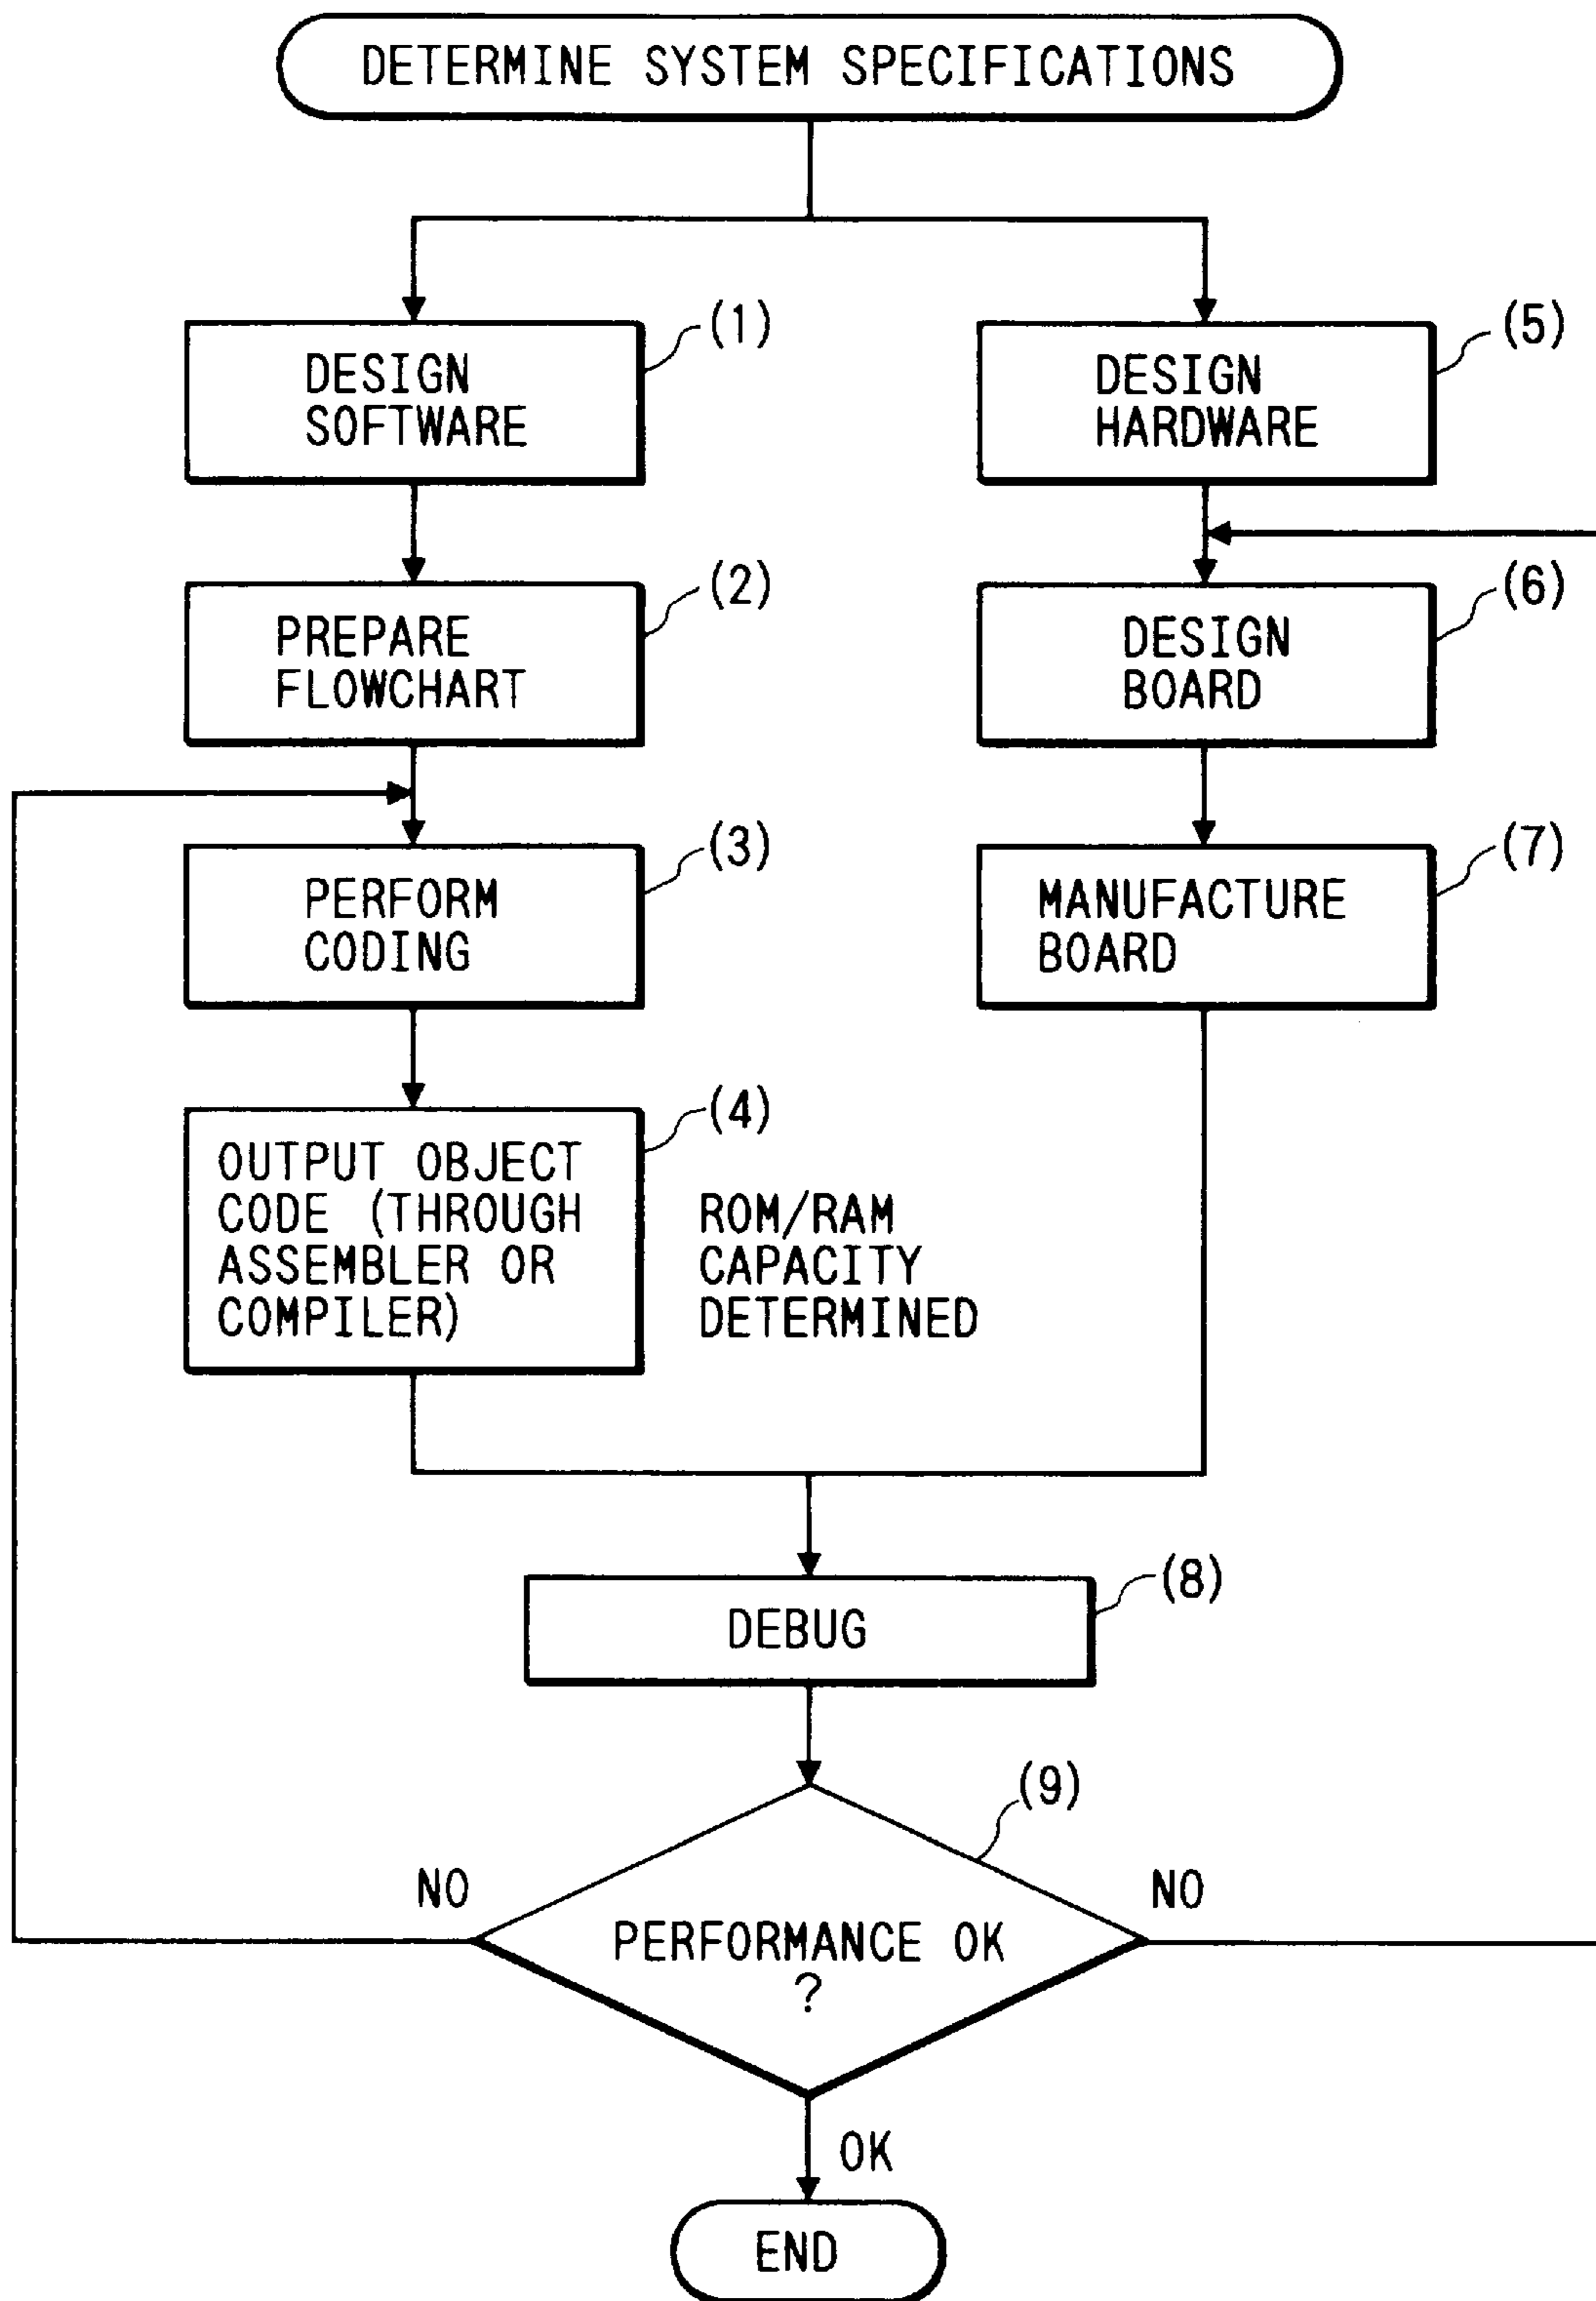 DETERMINE SYSTEM SPECIFICATIONS
(1)
DESIGN
SOFTWARE
(2)
PREPARE
FLOWCHART
(3)
PERFORM
CODING
(4)
OUTPUT OBJECT
CODE (THROUGH
ASSEMBLER OR
COMPILER)
ROM/RAM
CAPACITY
DETERMINED
(5)
DESIGN
HARDWARE
(6)
DESIGN
BOARD
(7)
MANUFACTURE
BOARD
(8)
DEBUG
(9)
NO
PERFORMANCE OK
?
NO
OK
END